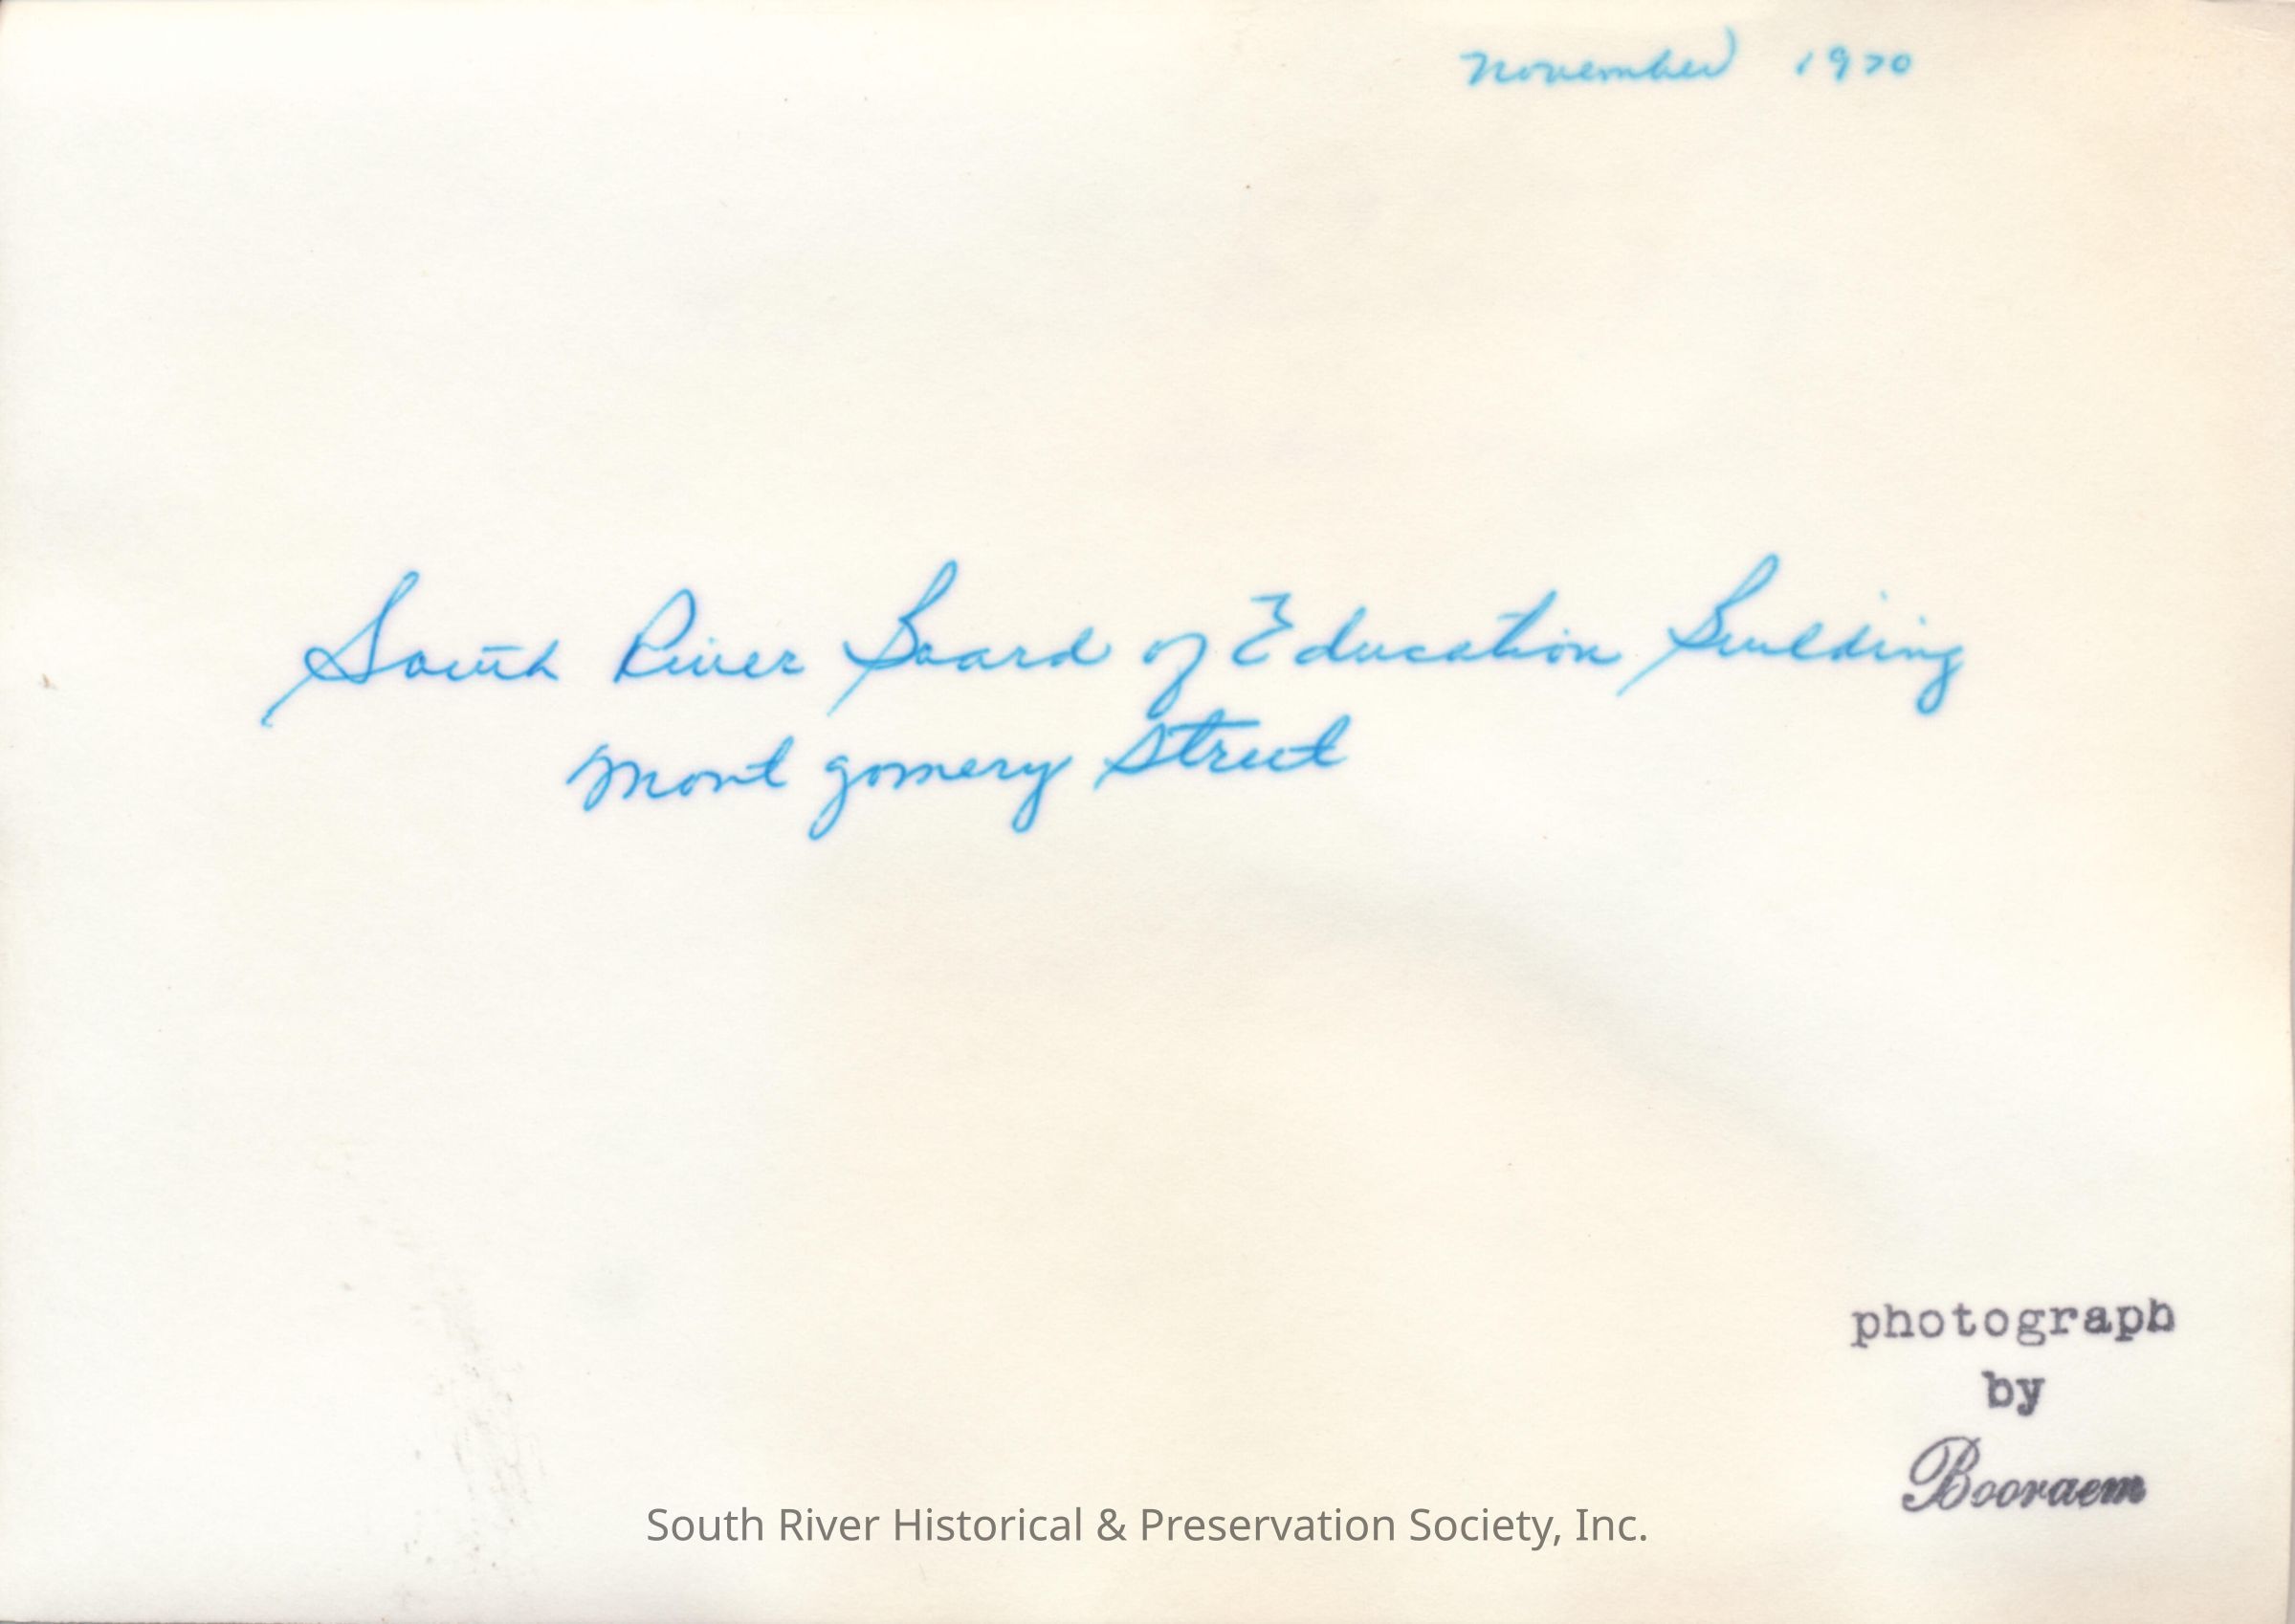 November 1970
South River Board of Education Building
Montgomery Street
photograph
by
Booraem
South River Historical & Preservation Society, Inc.